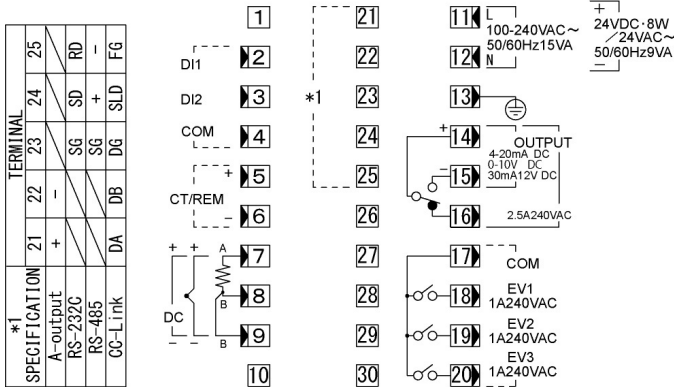 *1
SPECIFICATION
TERMINAL
21 22 23 24 25
A-output + -
RS-232C SG SD RD
RS-485 SG + -
CC-Link DA DB DG SLD FG
1
DI1 2
DI2 3
COM 4
+ 5
CT/REM
- 6
+ + A 7
B 8
DC
- - B 9
10
21
22
*1 23
24
25
26
27
28
29
30
11 L
100-240VAC~
50/60Hz15VA
12 N
+
24VDC·8W
/24VAC~
50/60Hz9VA
-
13
+ 14 OUTPUT
4-20mA DC
0-10V DC
- 15 30mA12V DC
16 2.5A240VAC
17 COM
18 EV1
1A240VAC
19 EV2
1A240VAC
20 EV3
1A240VAC